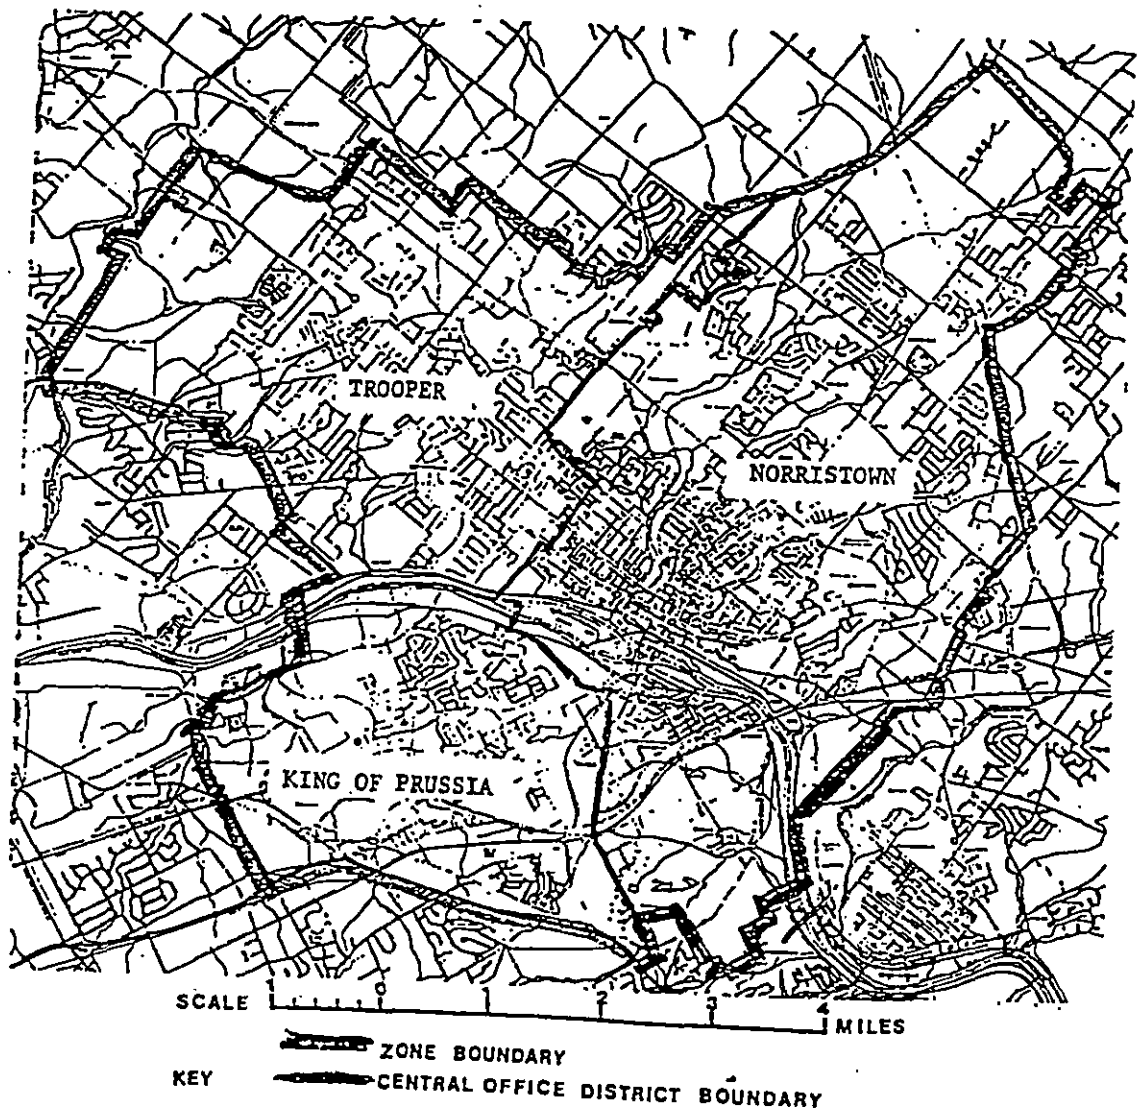 TROOPER
NORRISTOWN
KING OF PRUSSIA
SCALE 1 0 1 2 3 4 MILES
ZONE BOUNDARY
KEY
CENTRAL OFFICE DISTRICT BOUNDARY